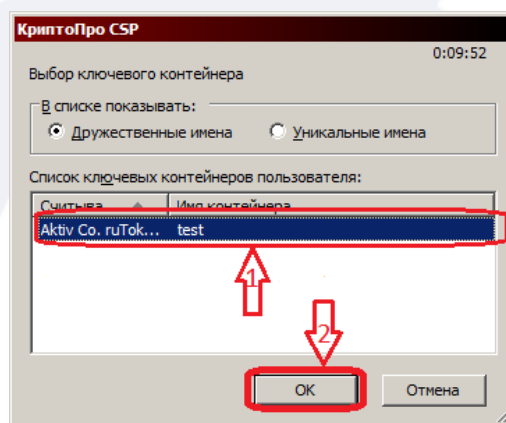 КриптоПро CSP
0:09:52
Выбор ключевого контейнера
В списке показывать:
Дружественные имена Уникальные имена
Список ключевых контейнеров пользователя:
Считыва... Имя контейнера
Aktiv Co. ruTok... test
1
2
OK Отмена